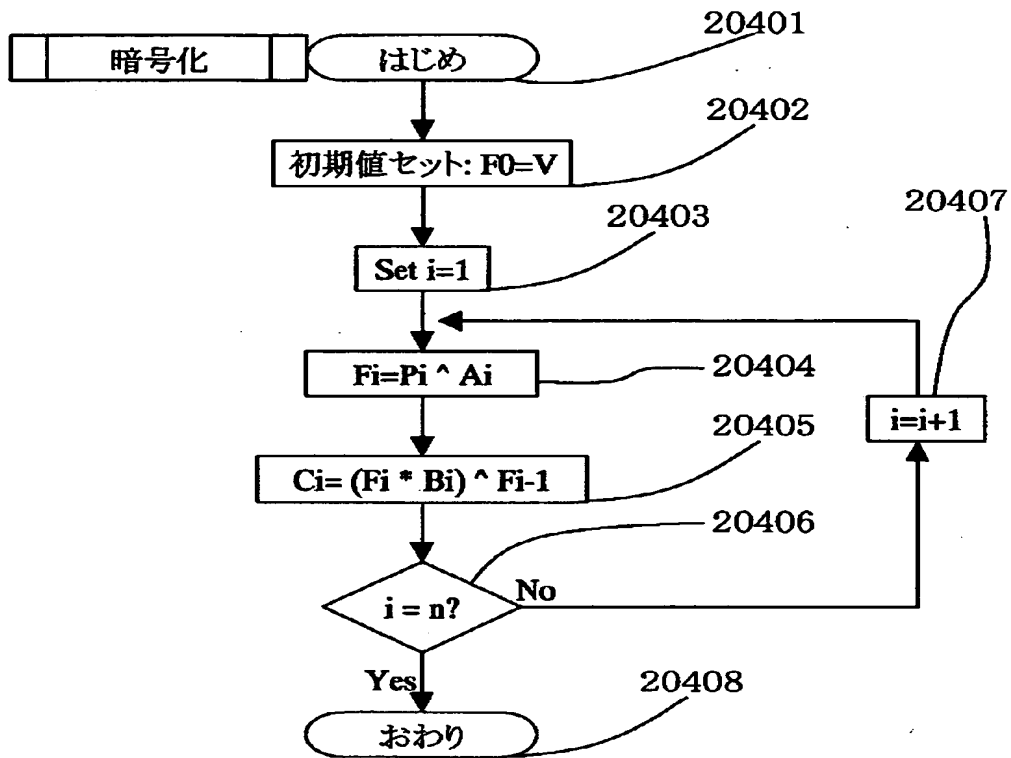 20401
暗号化
はじめ
20402
初期値セット: F0=V
20403
20407
Set i=1
Fi=Pi ^ Ai
20404
i=i+1
20405
Ci= (Fi * Bi) ^ Fi-1
20406
i = n?
No
Yes
20408
おわり